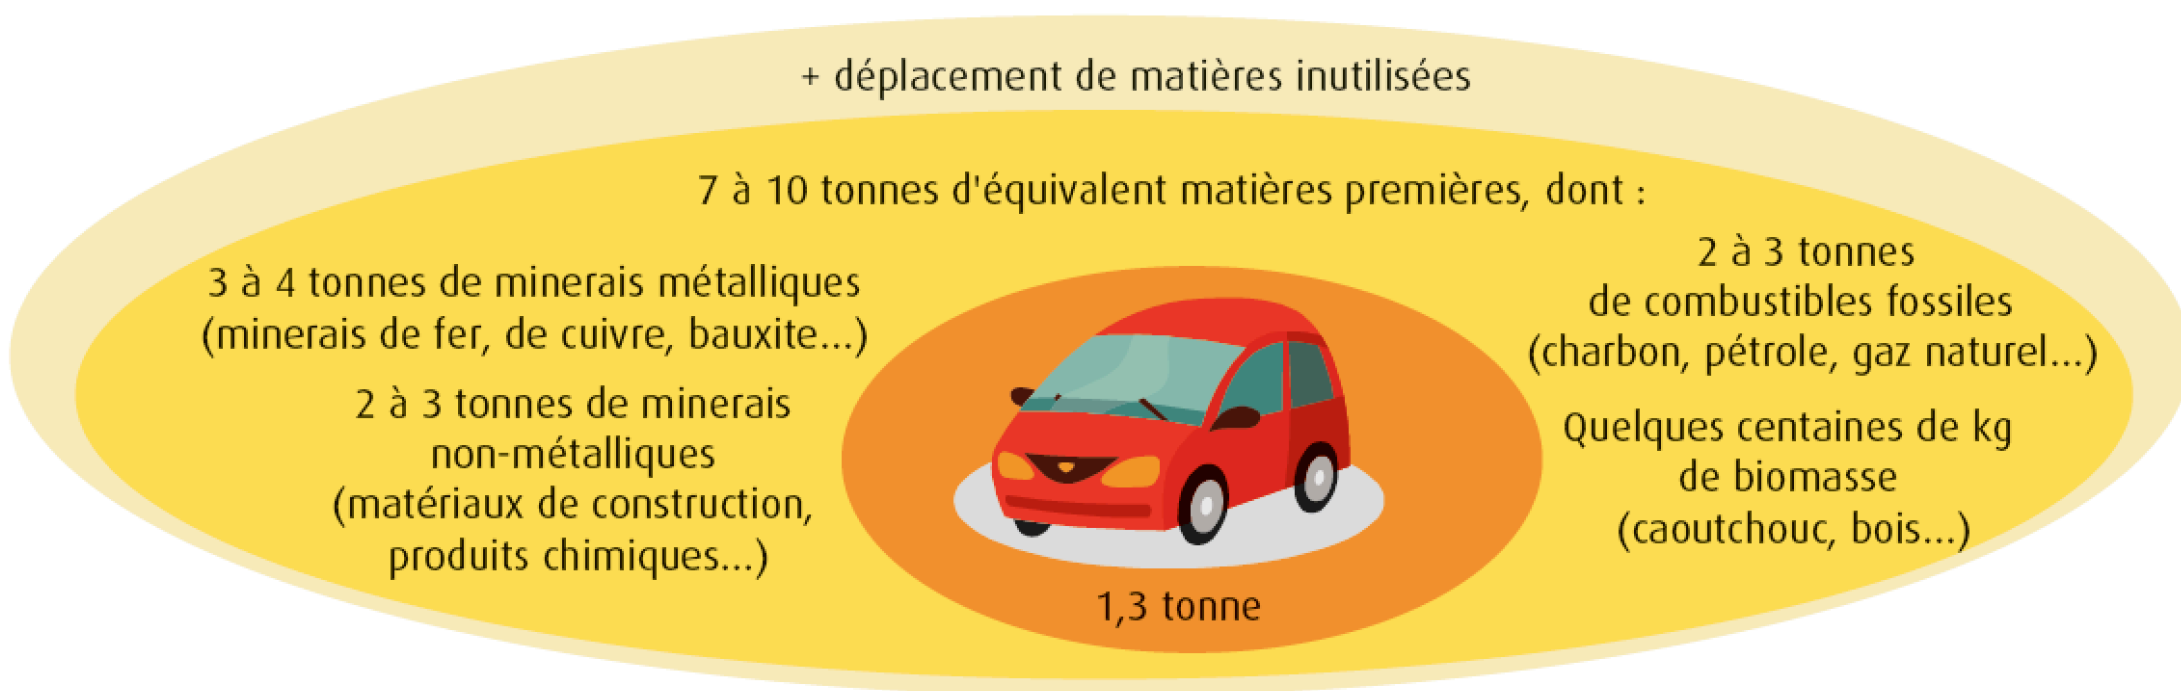 + déplacement de matières inutilisées
7 à 10 tonnes d'équivalent matières premières, dont :
3 à 4 tonnes de minerais métalliques
(minerais de fer, de cuivre, bauxite...)
2 à 3 tonnes de minerais
non-métalliques
(matériaux de construction,
produits chimiques...)
2 à 3 tonnes
de combustibles fossiles
(charbon, pétrole, gaz naturel...)
Quelques centaines de kg
de biomasse
(caoutchouc, bois...)
1,3 tonne